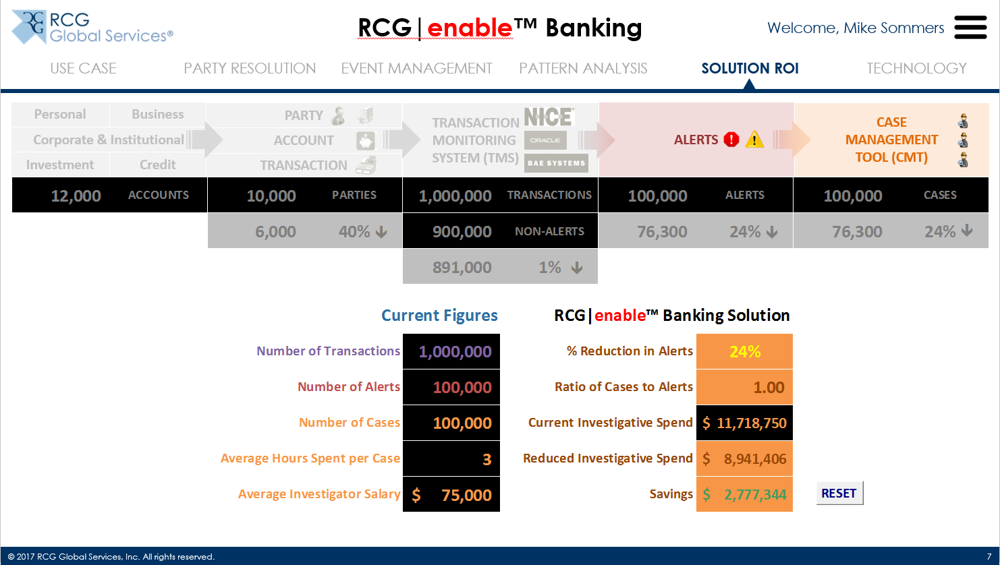 RCG
Global Services®
RCG|enable™ Banking
Welcome, Mike Sommers
USE CASE
PARTY RESOLUTION
EVENT MANAGEMENT
PATTERN ANALYSIS
SOLUTION ROI
TECHNOLOGY
Personal Business
Corporate & Institutional
Investment Credit
PARTY
ACCOUNT
TRANSACTION
TRANSACTION
MONITORING
SYSTEM (TMS)
NICE®
ORACLE
BAE SYSTEMS
ALERTS
CASE
MANAGEMENT
TOOL (CMT)
12,000 ACCOUNTS 10,000 PARTIES 1,000,000 TRANSACTIONS 100,000 ALERTS 100,000 CASES
6,000 40% 900,000 NON-ALERTS 76,300 24% 76,300 24%
891,000 1%
Current Figures
Number of Transactions 1,000,000
Number of Alerts 100,000
Number of Cases 100,000
Average Hours Spent per Case 3
Average Investigator Salary $ 75,000
RCG|enable™ Banking Solution
% Reduction in Alerts 24%
Ratio of Cases to Alerts 1.00
Current Investigative Spend $ 11,718,750
Reduced Investigative Spend $ 8,941,406
Savings $ 2,777,344
RESET
© 2017 RCG Global Services, Inc. All rights reserved.
7